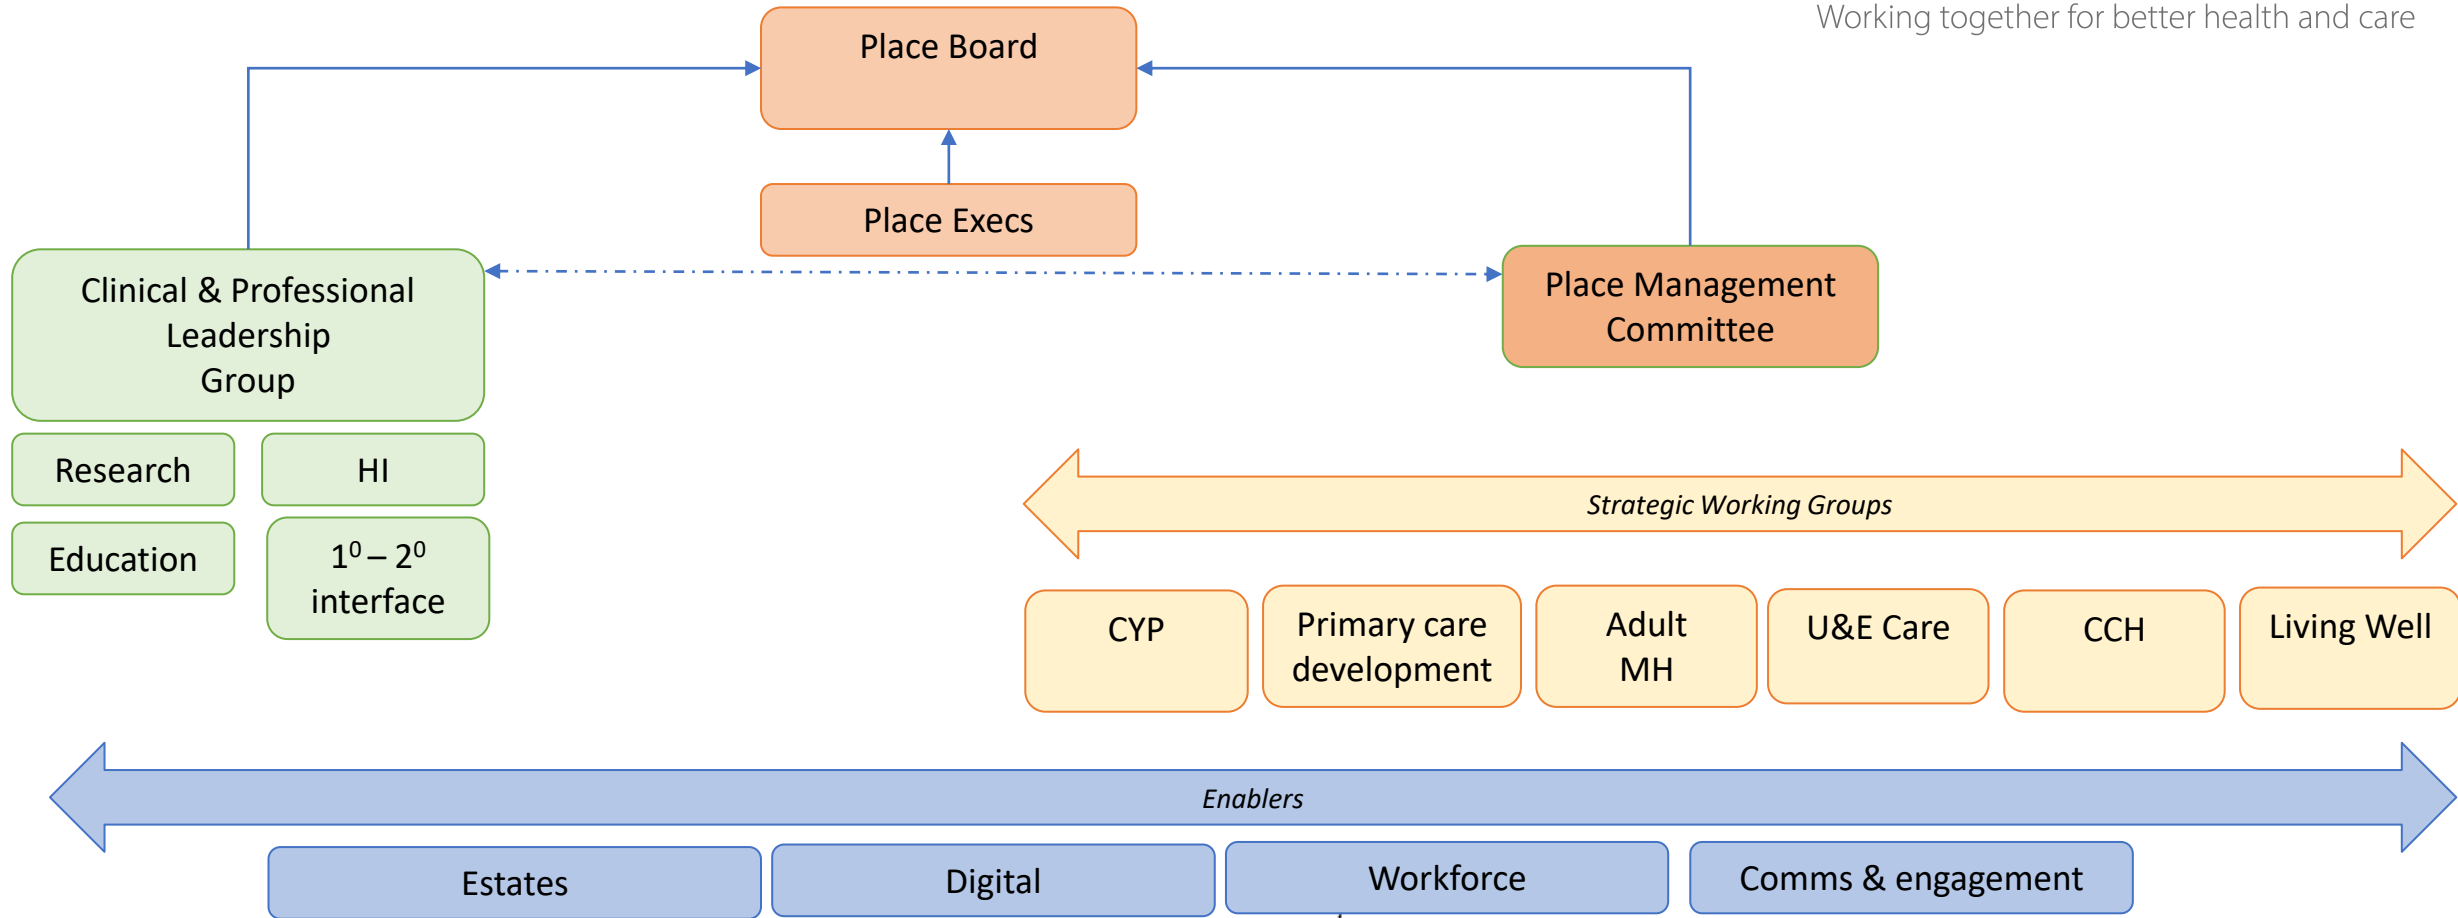 Working together for better health and care
Place Board
Place Execs
Clinical & Professional
Leadership
Group
Place Management
Committee
Research
HI
Education
1⁰ – 2⁰
interface
Strategic Working Groups
CYP
Primary care
development
Adult
MH
U&E Care
CCH
Living Well
Enablers
Estates
Digital
Workforce
Comms & engagement